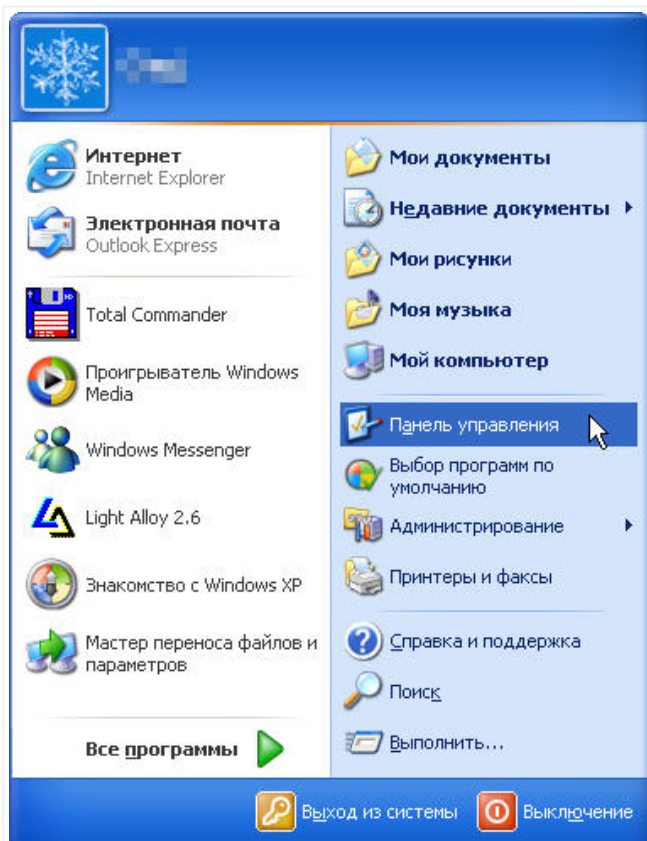 Интернет
Internet Explorer
Электронная почта
Outlook Express
Total Commander
Проигрыватель Windows
Media
Windows Messenger
Light Alloy 2.6
Знакомство с Windows XP
Мастер переноса файлов и
параметров
Все программы
Мои документы
Недавние документы
Мои рисунки
Моя музыка
Мой компьютер
Панель управления
Выбор программ по
умолчанию
Администрирование
Принтеры и факсы
Справка и поддержка
Поиск
Выполнить...
Выход из системы
Выключение